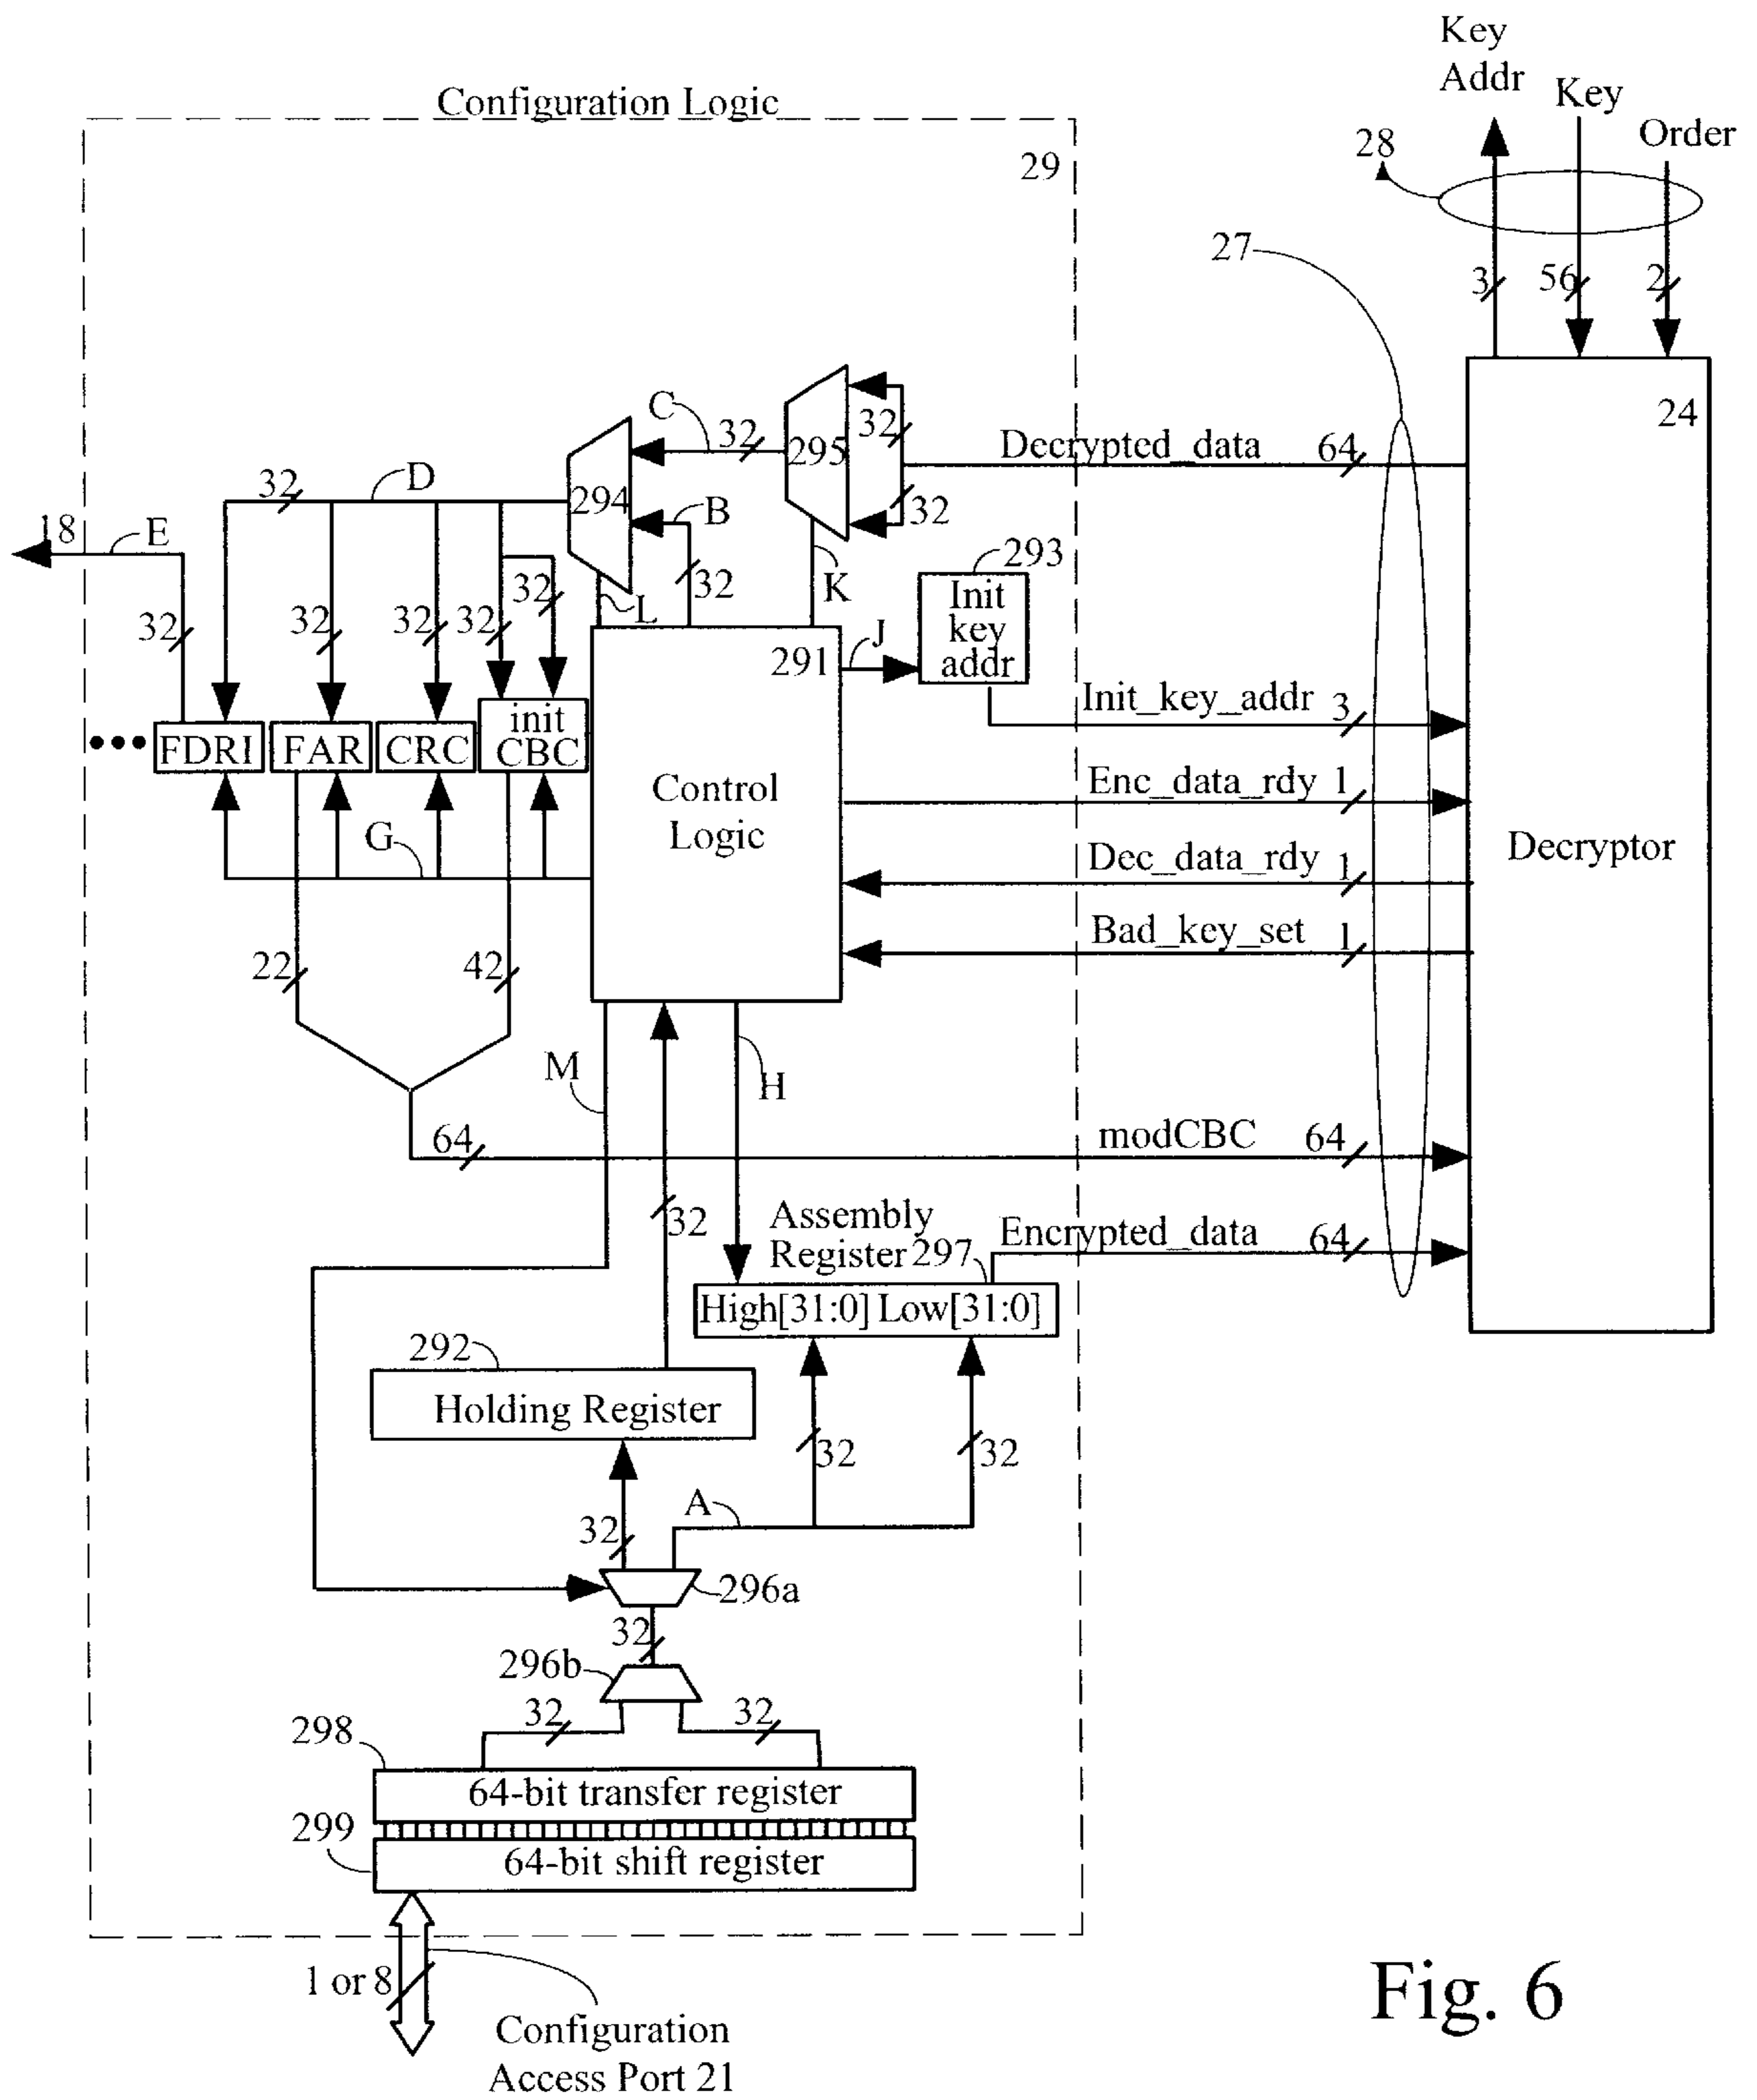 Key
Addr
Key
Order
Configuration Logic
29
28
27
3
56
2
24
C
32
295
32
Decrypted_data
64
32
D
294
32
B
18
E
32
K
293
Init
key
addr
32
32
32
32
32
L
291
J
Init_key_addr
3
FDRI
FAR
CRC
init
CBC
Control
Logic
Enc_data_rdy
1
Decryptor
G
Dec_data_rdy
1
Bad_key_set
1
22
42
M
H
64
modCBC
64
32
Assembly
Register 297
Encrypted_data
64
High[31:0] Low[31:0]
292
Holding Register
32
32
A
32
296a
32
296b
32
32
298
64-bit transfer register
299
64-bit shift register
1 or 8
Configuration
Access Port 21
Fig. 6